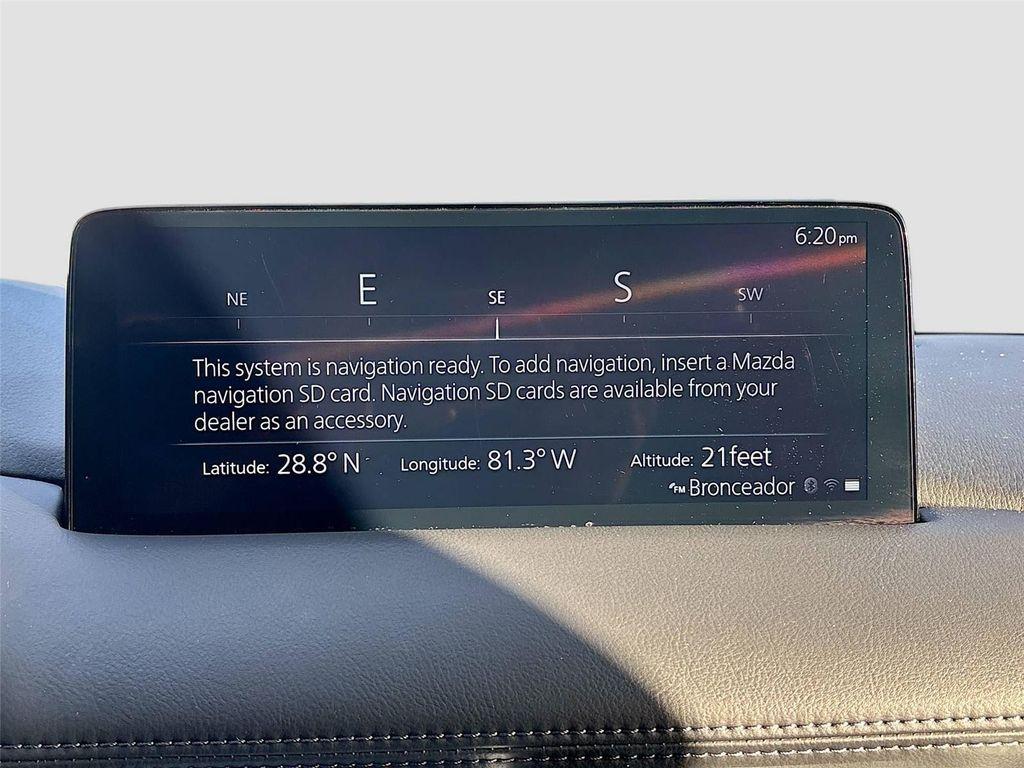 6:20pm
NE E SE S SW
This system is navigation ready. To add navigation, insert a Mazda
navigation SD card. Navigation SD cards are available from your
dealer as an accessory.
Latitude: 28.8° N Longitude: 81.3° W Altitude: 21feet
FM Bronceador